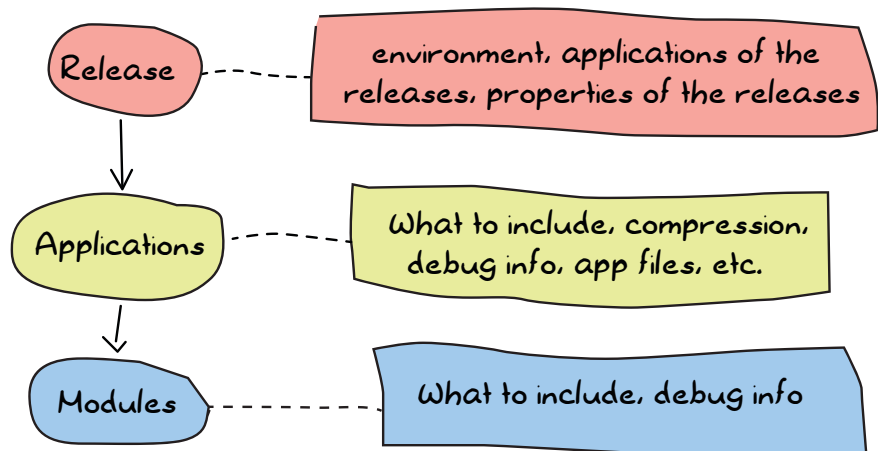 Release
environment, applications of the
releases, properties of the releases
Applications
What to include, compression,
debug info, app files, etc.
Modules
What to include, debug info